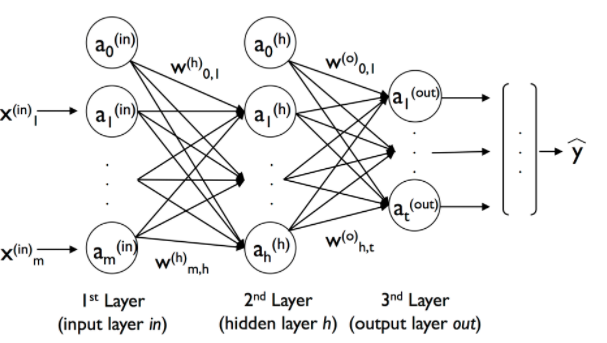 a₀⁽ⁱⁿ⁾ a₀⁽ʰ⁾
w⁽ʰ⁾₀,₁ w⁽ᵒ⁾₀,₁
x⁽ⁱⁿ⁾₁ a₁⁽ⁱⁿ⁾ a₁⁽ʰ⁾ a₁⁽ᵒᵘᵗ⁾
ŷ
x⁽ⁱⁿ⁾ₘ aₘ⁽ⁱⁿ⁾ aₕ⁽ʰ⁾ aₜ⁽ᵒᵘᵗ⁾
w⁽ʰ⁾ₘ,ₕ w⁽ᵒ⁾ₕ,ₜ
1ˢᵗ Layer 2ⁿᵈ Layer 3ⁿᵈ Layer
(input layer in) (hidden layer h) (output layer out)